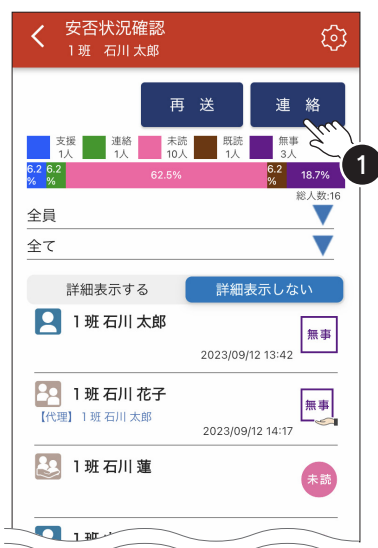 安否状況確認
1班 石川 太郎
再 送
連 絡
1
支援 連絡 未読 既読 無事
1人 1人 10人 1人 3人
6.2% 6.2% 62.5% 6.2% 18.7%
総人数:16
全員
全て
詳細表示する
詳細表示しない
1班 石川 太郎
無事
2023/09/12 13:42
1班 石川 花子
無事
【代理】 1班 石川 太郎
2023/09/12 14:17
1班 石川 蓮
未読
1班